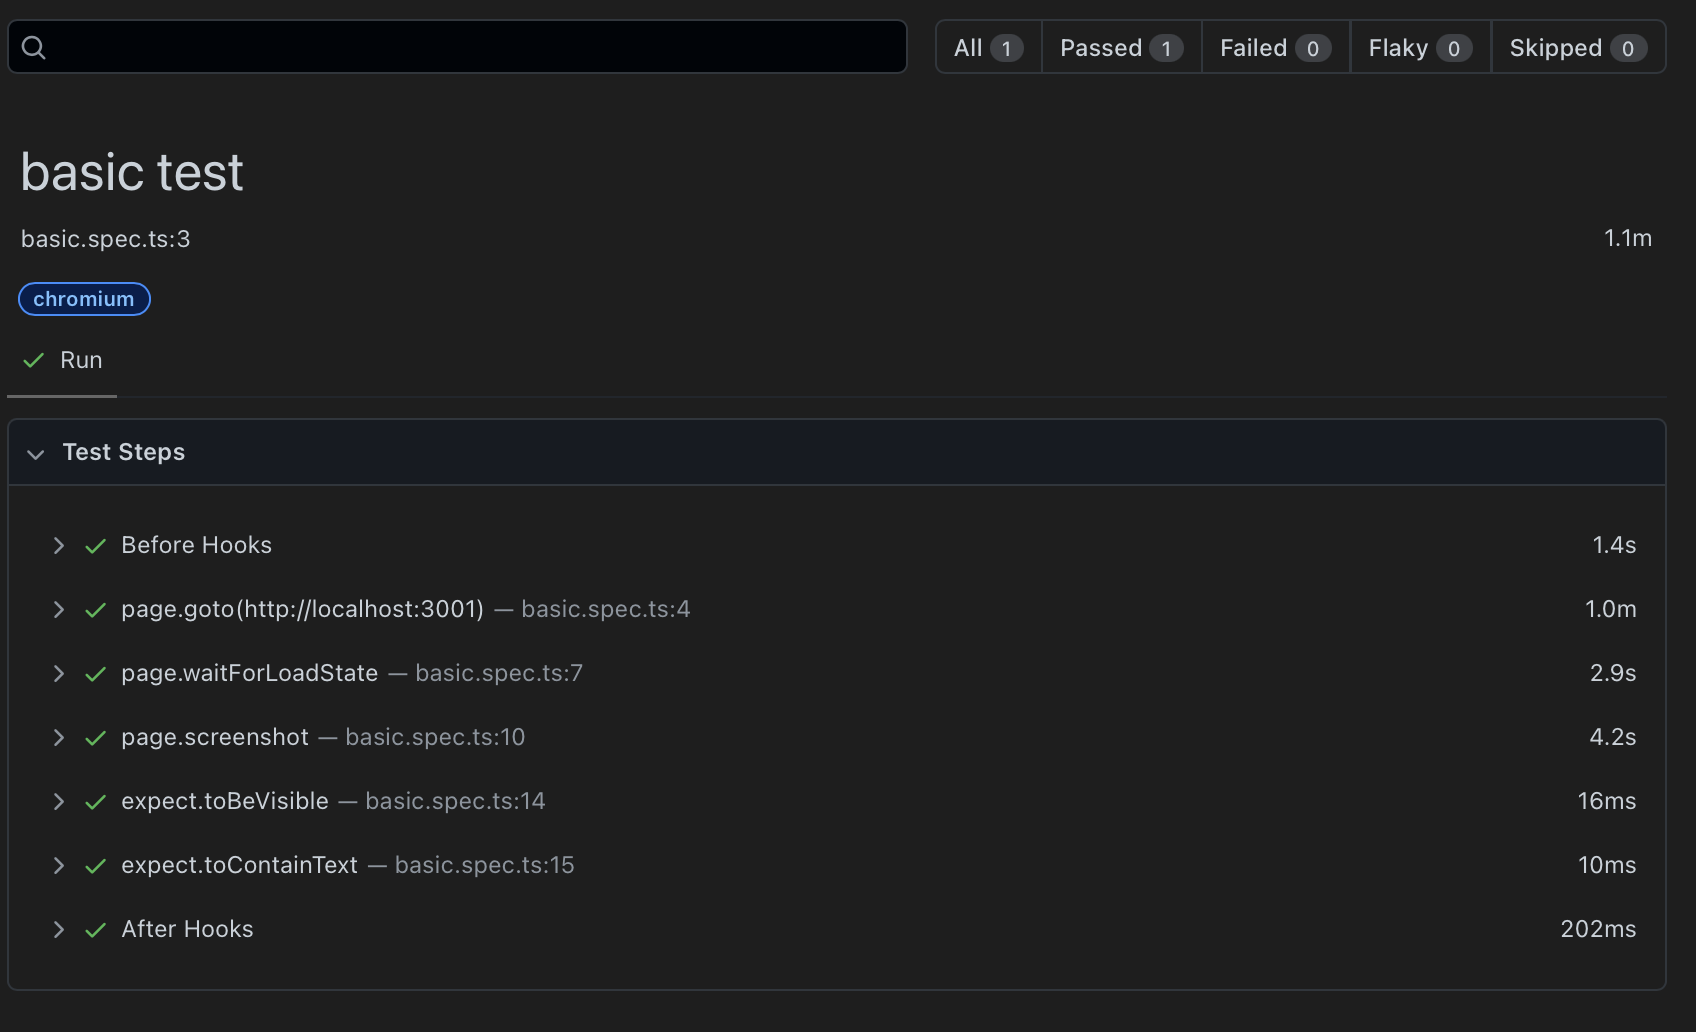 All 1 Passed 1 Failed 0 Flaky 0 Skipped 0
basic test
basic.spec.ts:3 1.1m
chromium
Run
Test Steps
Before Hooks 1.4s
page.goto(http://localhost:3001) — basic.spec.ts:4 1.0m
page.waitForLoadState — basic.spec.ts:7 2.9s
page.screenshot — basic.spec.ts:10 4.2s
expect.toBeVisible — basic.spec.ts:14 16ms
expect.toContainText — basic.spec.ts:15 10ms
After Hooks 202ms